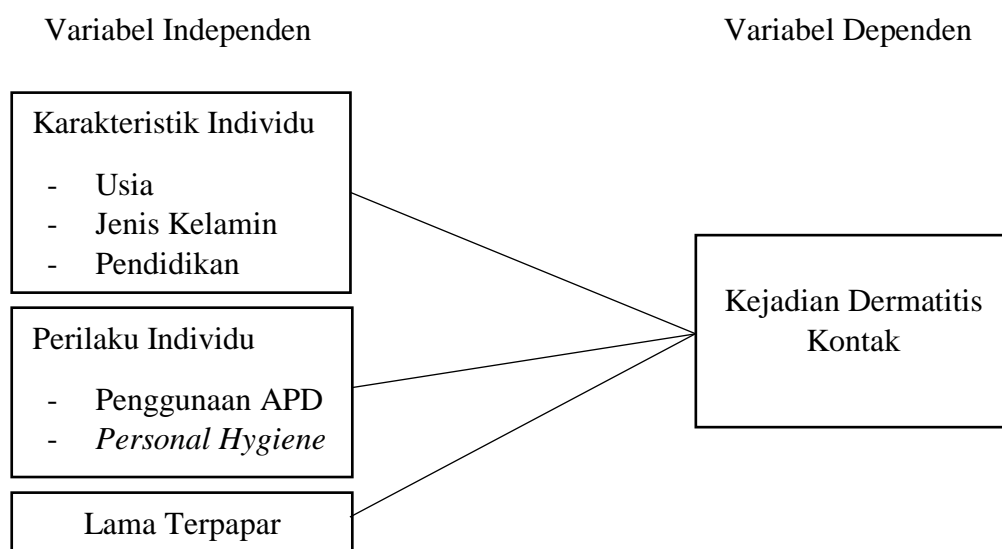 Variabel Independen
Variabel Dependen
Karakteristik Individu
- Usia
- Jenis Kelamin
- Pendidikan
Perilaku Individu
- Penggunaan APD
- Personal Hygiene
Lama Terpapar
Kejadian Dermatitis
Kontak